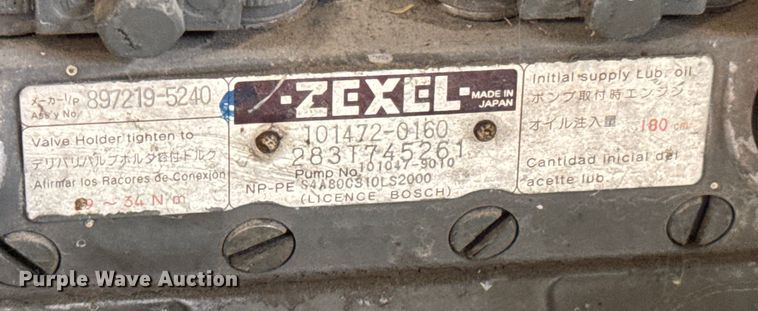 メーカーﾘﾉP 897219-5240
Ass'y No.
Valve Holder tighten to
デリバリバルブホルダ締付トルク
Afirmar los Racores de Conexión
9 ~ 34 N·m
ZEXEL
MADE IN
JAPAN
101472-0160
283T745261
Pump No. 101047-9010
NP-PE S4A80C310LS2000
(LICENCE BOSCH)
Initial supply Lub. oil
ポンプ取付時エンジン
オイル注入量 180 cm
Cantidad inicial del
aceite lub.
Purple Wave Auction